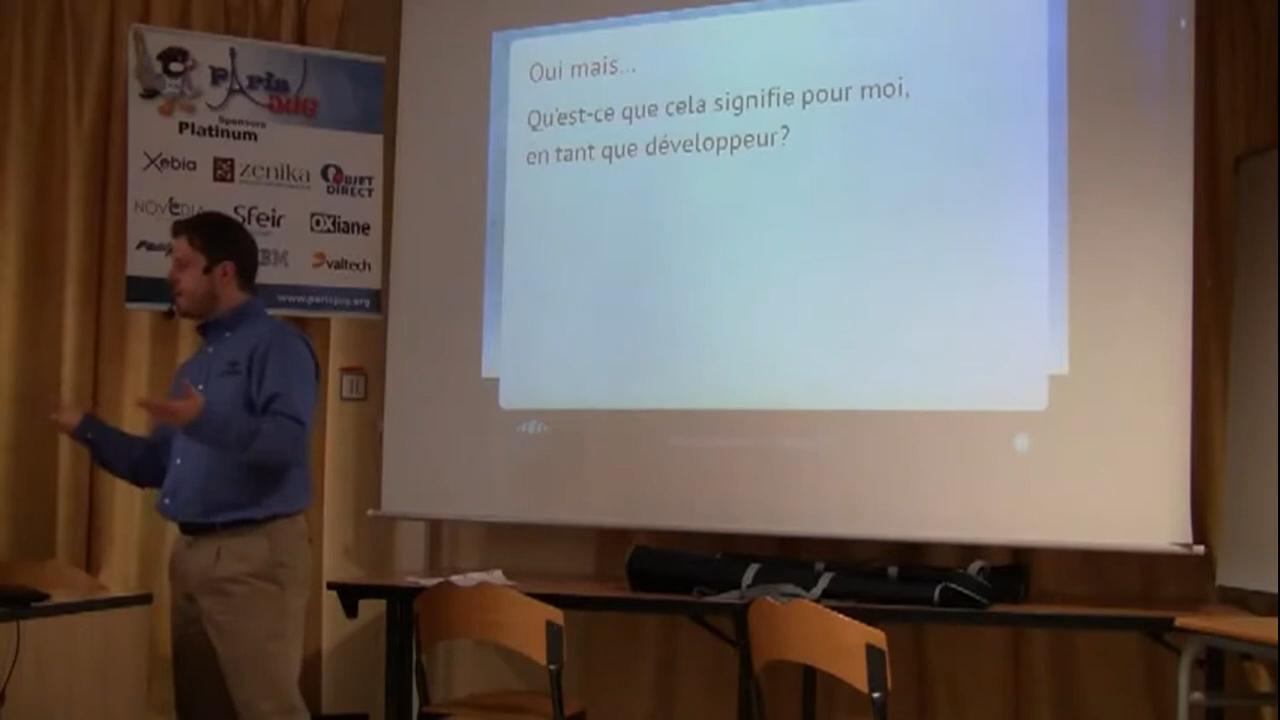 Paris
JUG
Sponsors
Platinum
Xebia
zenika
OBJET
DIRECT
Sfeir
OXiane
valtech
www.parisjug.org
Oui mais...
Qu'est-ce que cela signifie pour moi,
en tant que développeur?